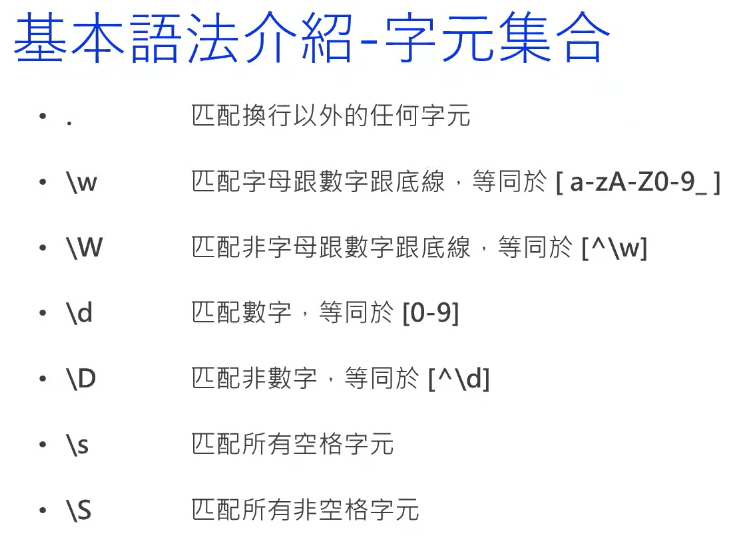 基本語法介紹-字元集合
• . 匹配換行以外的任何字元
• \w 匹配字母跟數字跟底線，等同於 [ a-zA-Z0-9_ ]
• \W 匹配非字母跟數字跟底線，等同於 [^\w]
• \d 匹配數字，等同於 [0-9]
• \D 匹配非數字，等同於 [^\d]
• \s 匹配所有空格字元
• \S 匹配所有非空格字元